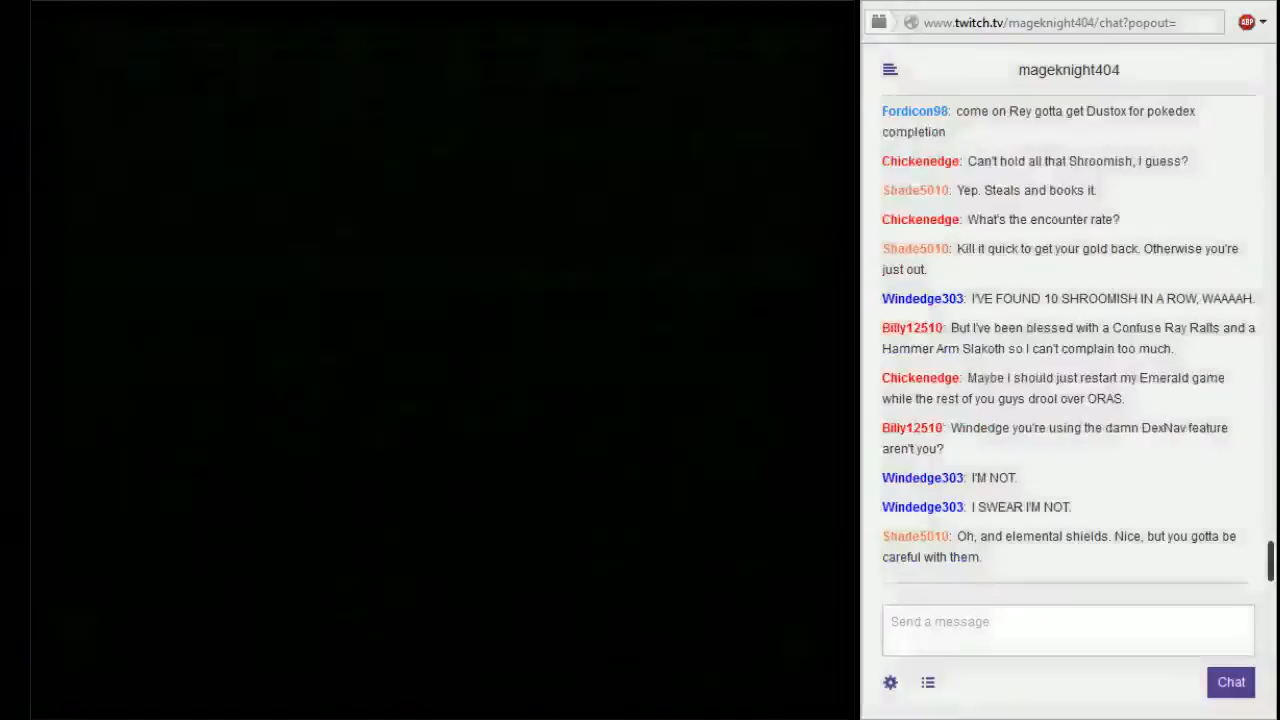 www.twitch.tv/mageknight404/chat?popout=
ABP
mageknight404
Fordicon98: come on Rey gotta get Dustox for pokedex
completion
Chickenedge: Can't hold all that Shroomish, I guess?
Shade5010: Yep. Steals and books it.
Chickenedge: What's the encounter rate?
Shade5010: Kill it quick to get your gold back. Otherwise you're
just out.
Windedge303: I'VE FOUND 10 SHROOMISH IN A ROW, WAAAAH.
Billy12510: But I've been blessed with a Confuse Ray Ralts and a
Hammer Arm Slakoth so I can't complain too much.
Chickenedge: Maybe I should just restart my Emerald game
while the rest of you guys drool over ORAS.
Billy12510: Windedge you're using the damn DexNav feature
aren't you?
Windedge303: I'M NOT.
Windedge303: I SWEAR I'M NOT.
Shade5010: Oh, and elemental shields. Nice, but you gotta be
careful with them.
Send a message
Chat